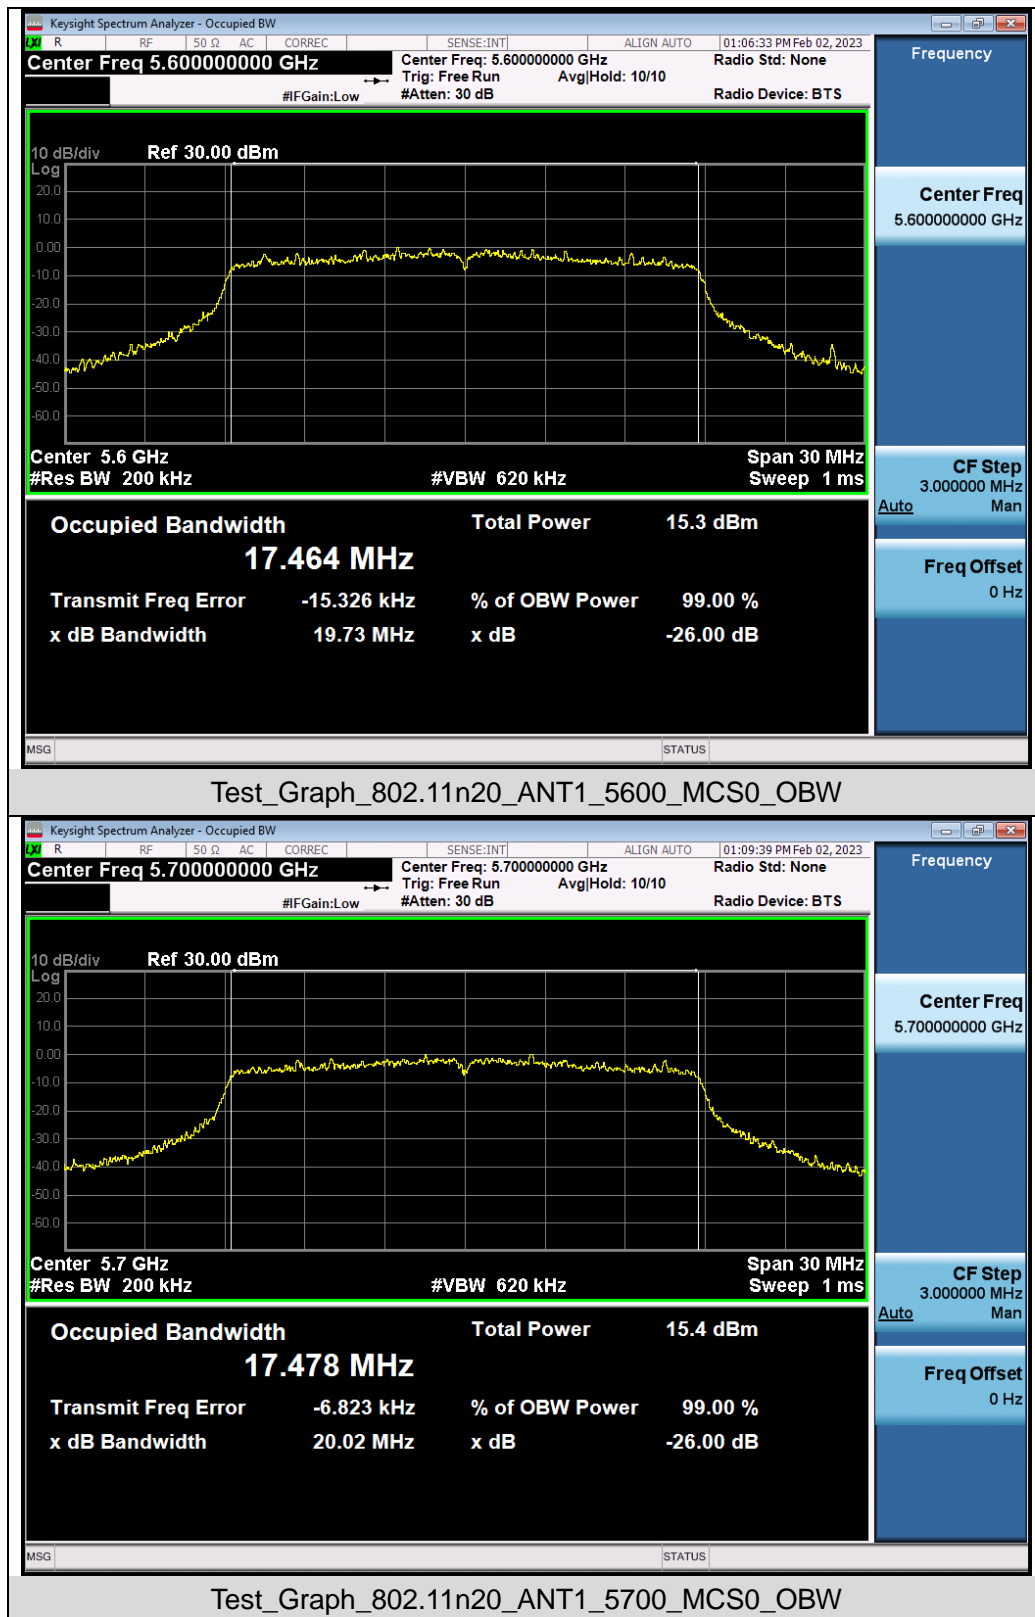 Keysight Spectrum Analyzer - Occupied BW
LXI R RF 50 Ω AC CORREC SENSE:INT ALIGN AUTO 01:06:33 PM Feb 02, 2023
Center Freq 5.600000000 GHz
Center Freq: 5.600000000 GHz
Radio Std: None
Trig: Free Run Avg|Hold: 10/10
#IFGain:Low
#Atten: 30 dB
Radio Device: BTS
Frequency
10 dB/div Ref 30.00 dBm
Log
20.0
10.0
0.00
-10.0
-20.0
-30.0
-40.0
-50.0
-60.0
Center Freq
5.600000000 GHz
Center 5.6 GHz Span 30 MHz
#Res BW 200 kHz #VBW 620 kHz Sweep 1 ms
CF Step
3.000000 MHz
Auto Man
Occupied Bandwidth Total Power 15.3 dBm
17.464 MHz
Freq Offset
0 Hz
Transmit Freq Error -15.326 kHz % of OBW Power 99.00 %
x dB Bandwidth 19.73 MHz x dB -26.00 dB
MSG STATUS
Test_Graph_802.11n20_ANT1_5600_MCS0_OBW
Keysight Spectrum Analyzer - Occupied BW
LXI R RF 50 Ω AC CORREC SENSE:INT ALIGN AUTO 01:09:39 PM Feb 02, 2023
Center Freq 5.700000000 GHz
Center Freq: 5.700000000 GHz
Radio Std: None
Trig: Free Run Avg|Hold: 10/10
#IFGain:Low
#Atten: 30 dB
Radio Device: BTS
Frequency
10 dB/div Ref 30.00 dBm
Log
20.0
10.0
0.00
-10.0
-20.0
-30.0
-40.0
-50.0
-60.0
Center Freq
5.700000000 GHz
Center 5.7 GHz Span 30 MHz
#Res BW 200 kHz #VBW 620 kHz Sweep 1 ms
CF Step
3.000000 MHz
Auto Man
Occupied Bandwidth Total Power 15.4 dBm
17.478 MHz
Freq Offset
0 Hz
Transmit Freq Error -6.823 kHz % of OBW Power 99.00 %
x dB Bandwidth 20.02 MHz x dB -26.00 dB
MSG STATUS
Test_Graph_802.11n20_ANT1_5700_MCS0_OBW